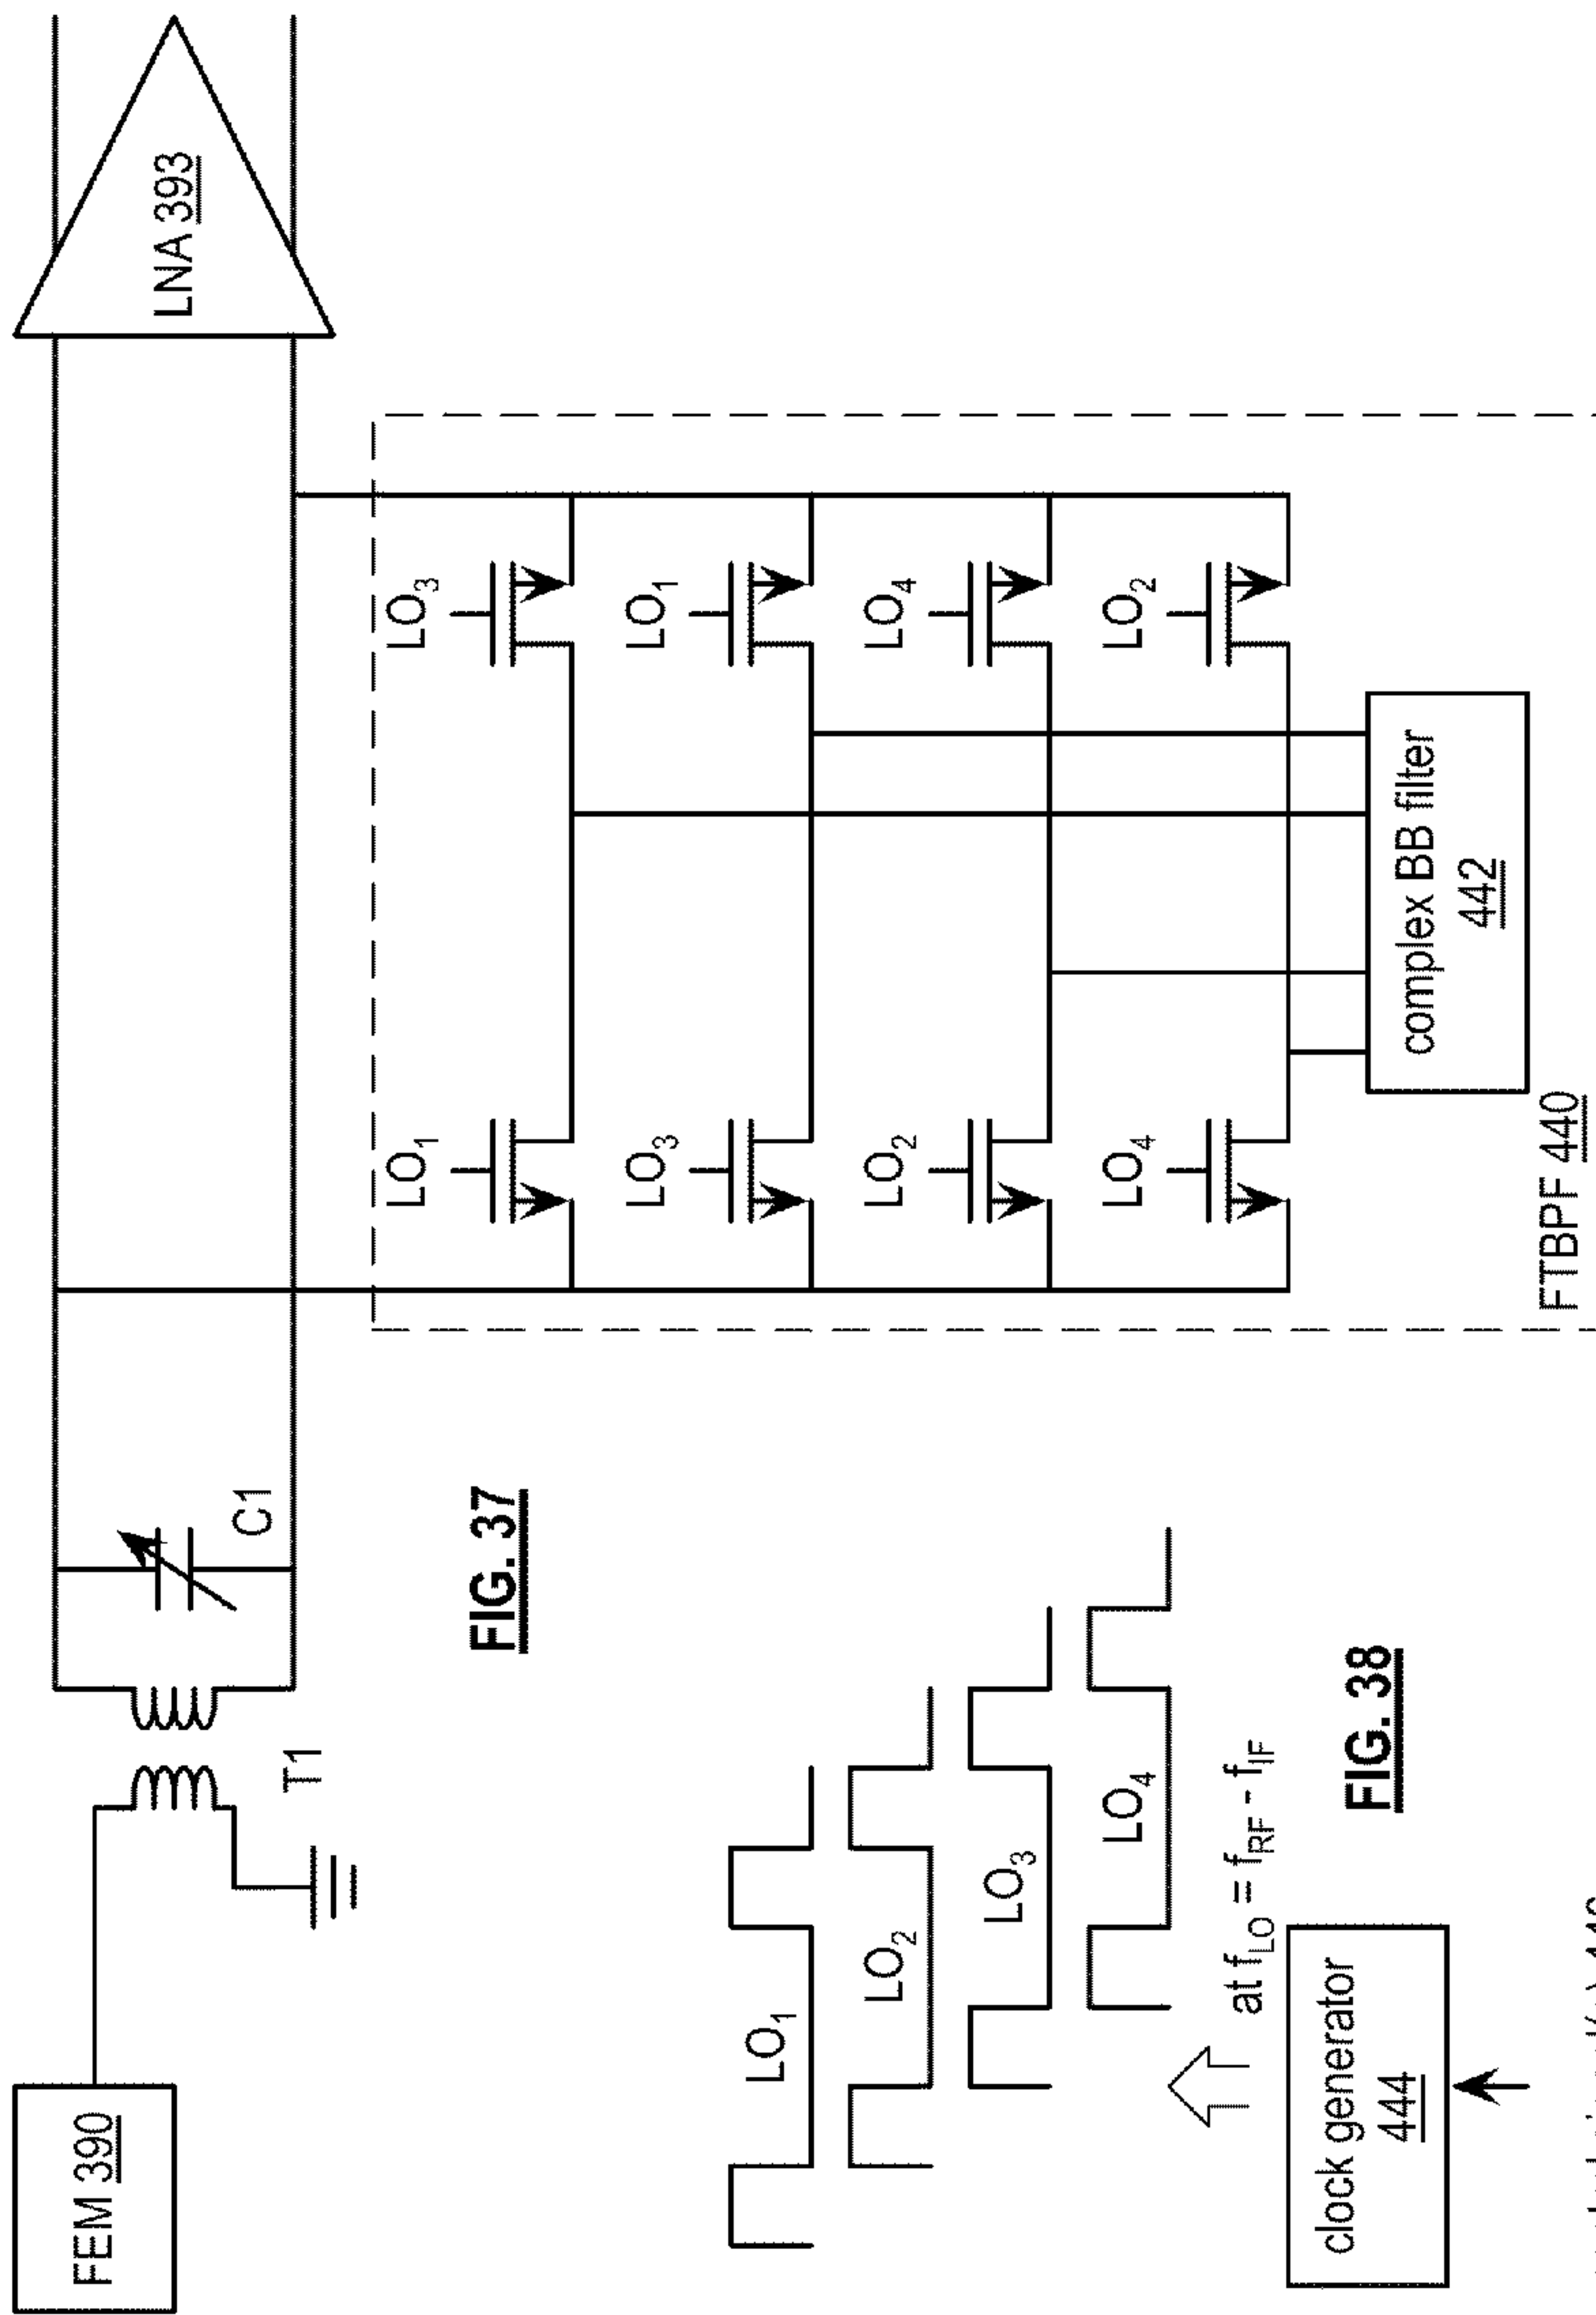 FEM 390
T1
C1
LNA 393
LO1
LO3
LO3
LO1
LO2
LO4
LO4
LO2
complex BB filter
442
FTBPF 440
FIG. 37
LO1
LO2
LO3
LO4
at fLO = fRF - fIF
clock generator
444
FIG. 38